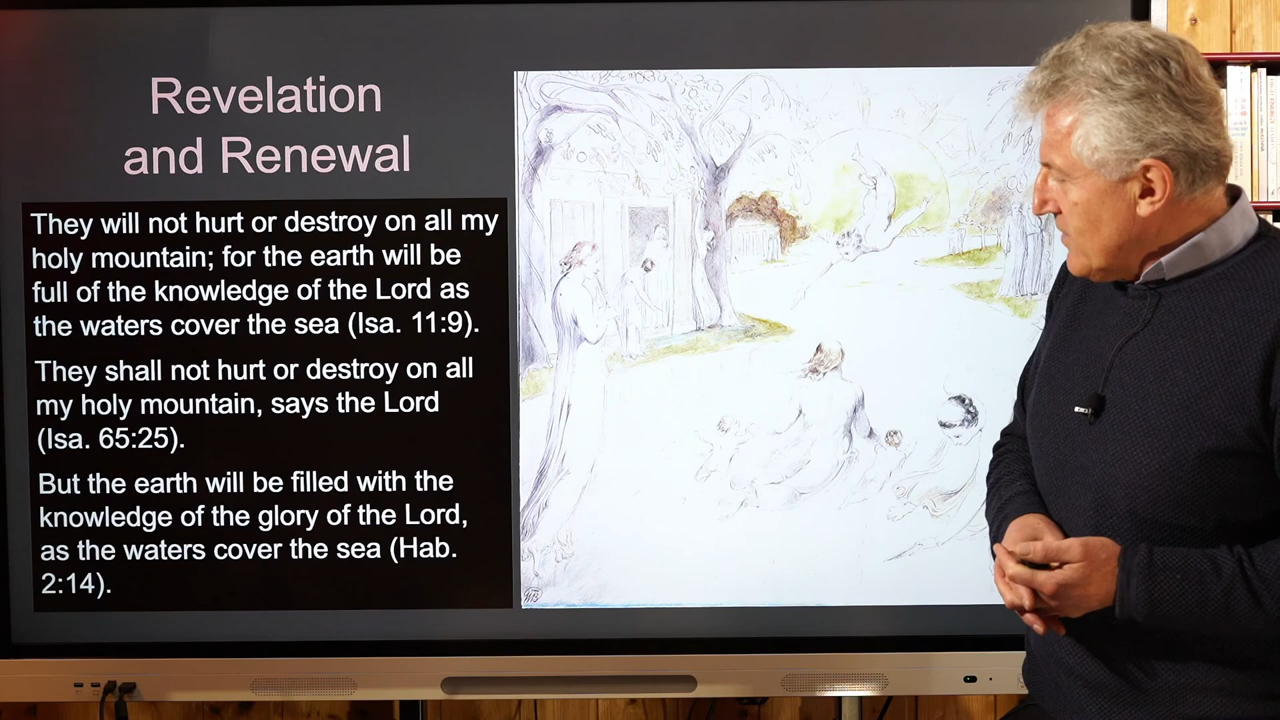 Revelation
and Renewal
They will not hurt or destroy on all my
holy mountain; for the earth will be
full of the knowledge of the Lord as
the waters cover the sea (Isa. 11:9).
They shall not hurt or destroy on all
my holy mountain, says the Lord
(Isa. 65:25).
But the earth will be filled with the
knowledge of the glory of the Lord,
as the waters cover the sea (Hab.
2:14).